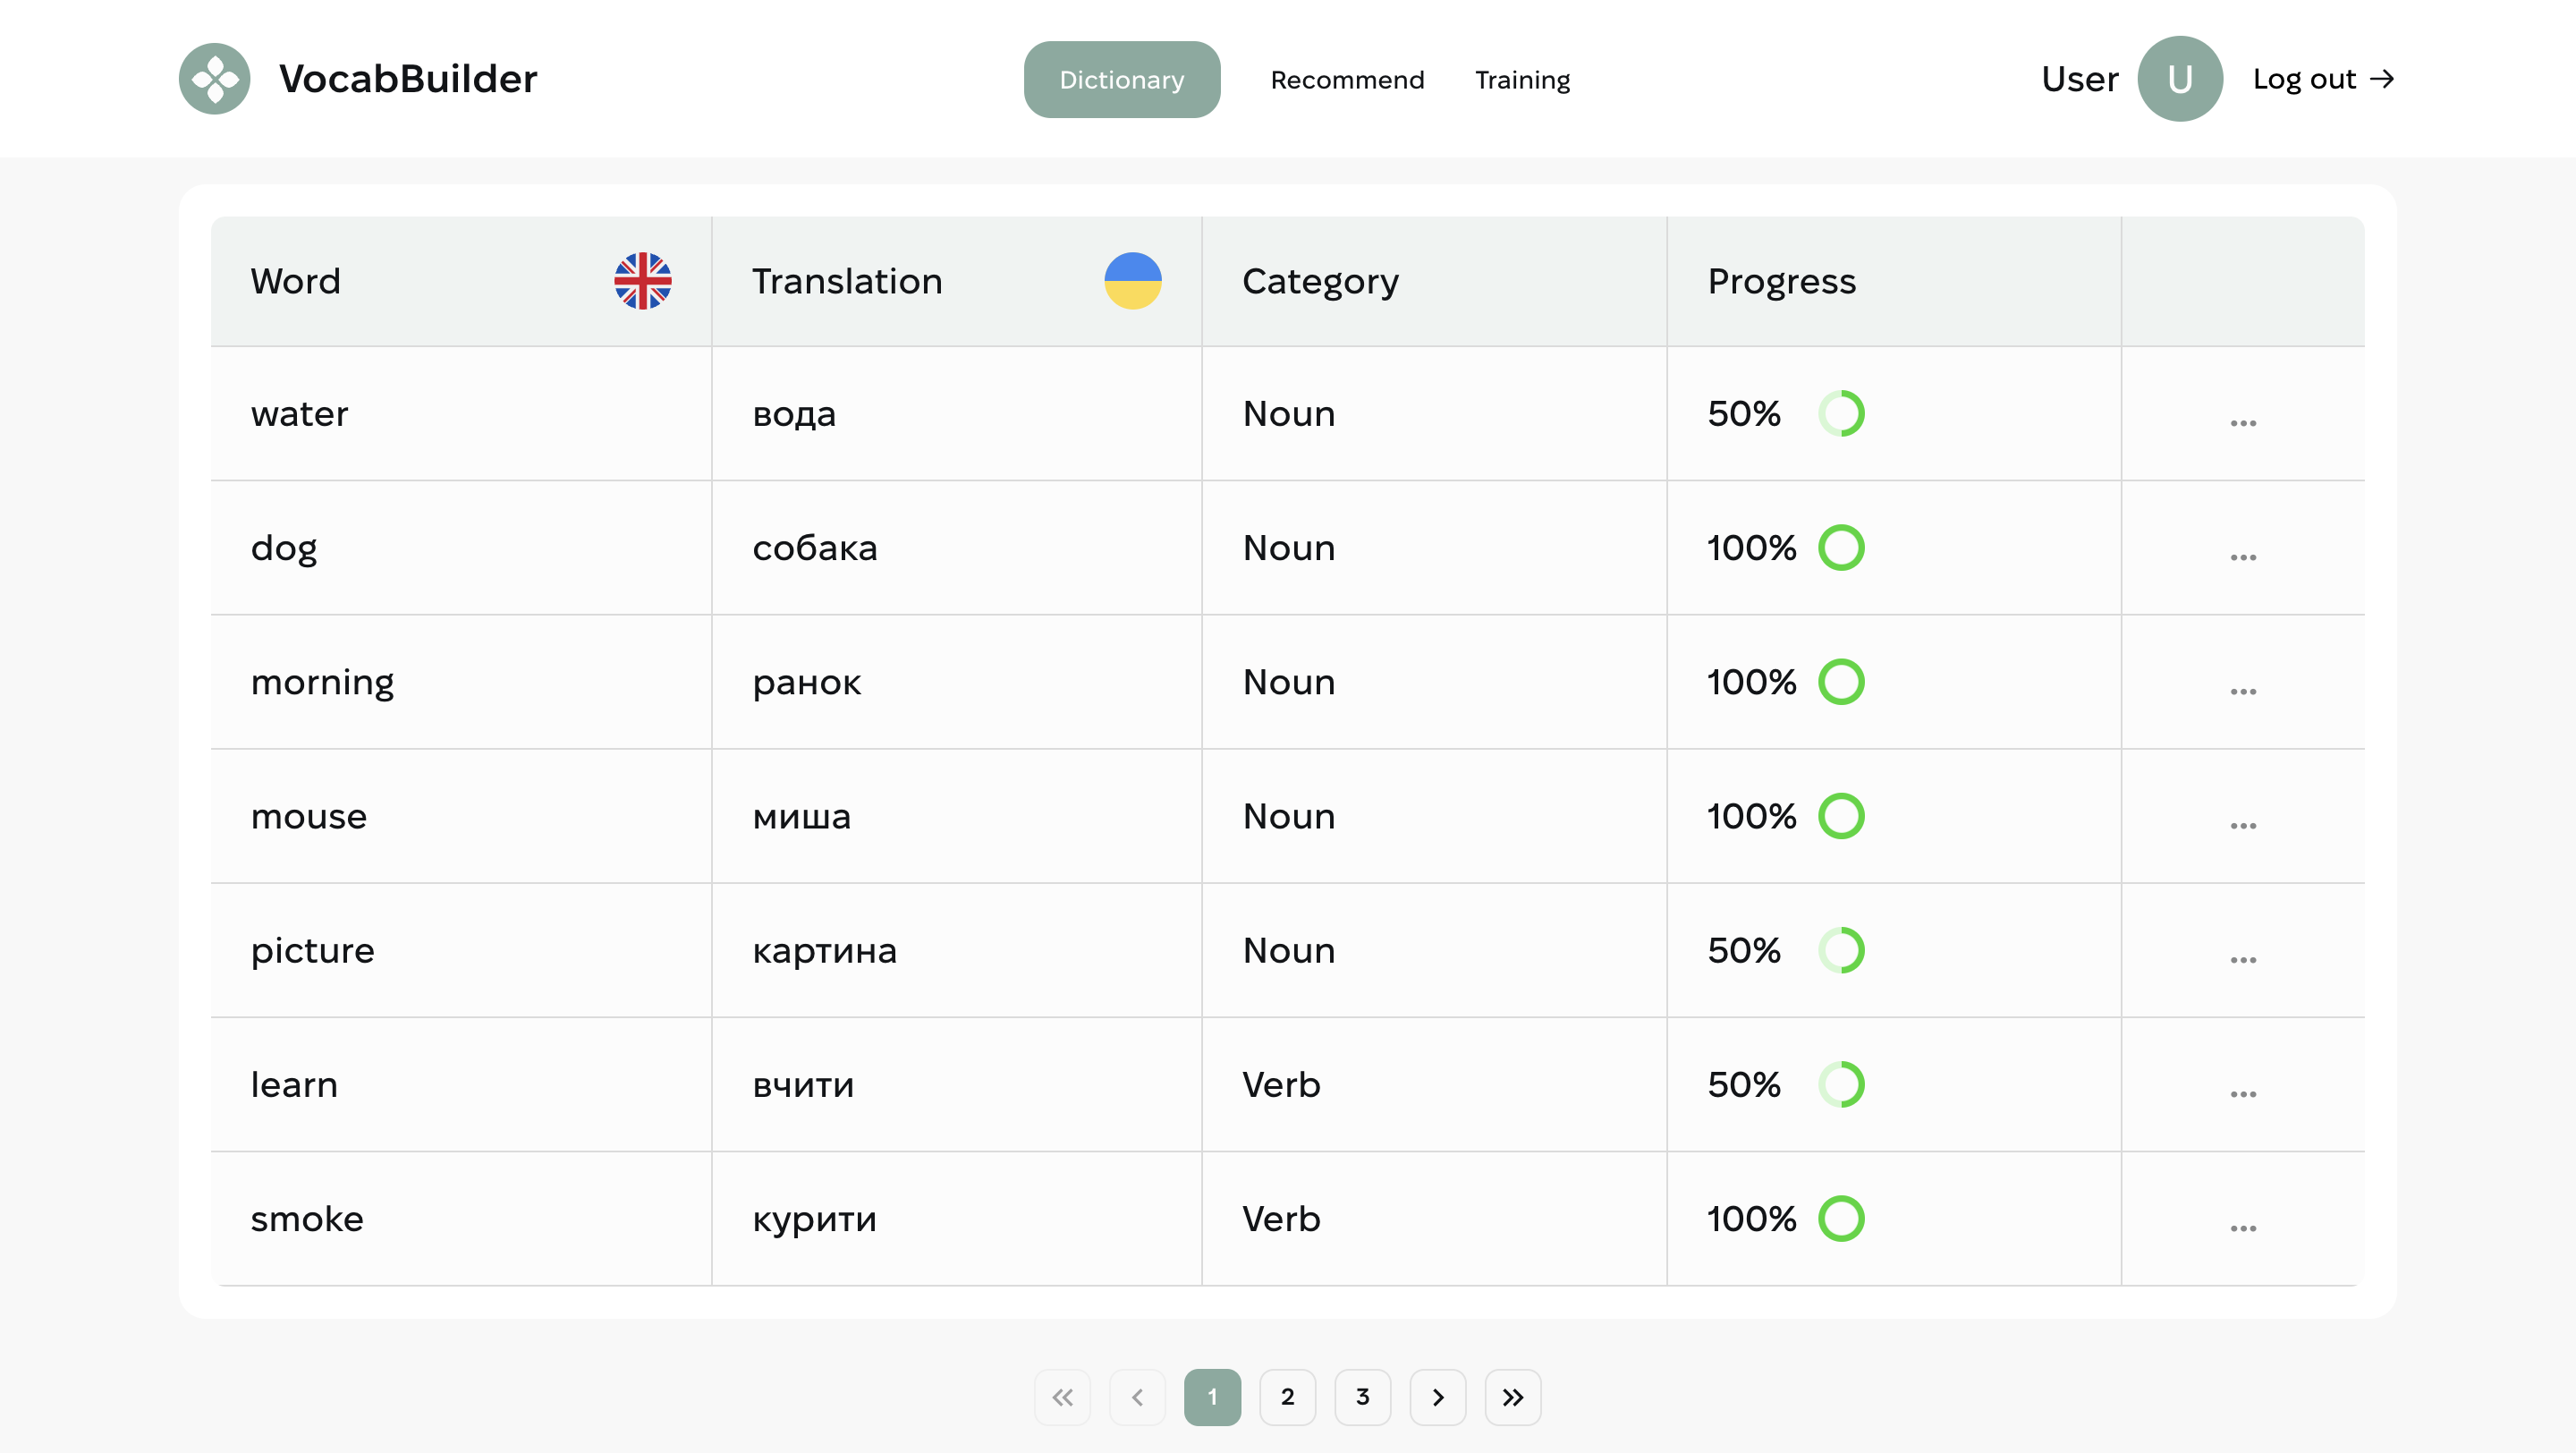 VocabBuilder Dictionary Recommend Training User U Log out →
Word Translation Category Progress
water вода Noun 50% ...
dog собака Noun 100% ...
morning ранок Noun 100% ...
mouse миша Noun 100% ...
picture картина Noun 50% ...
learn вчити Verb 50% ...
smoke курити Verb 100% ...
« ‹ 1 2 3 › »